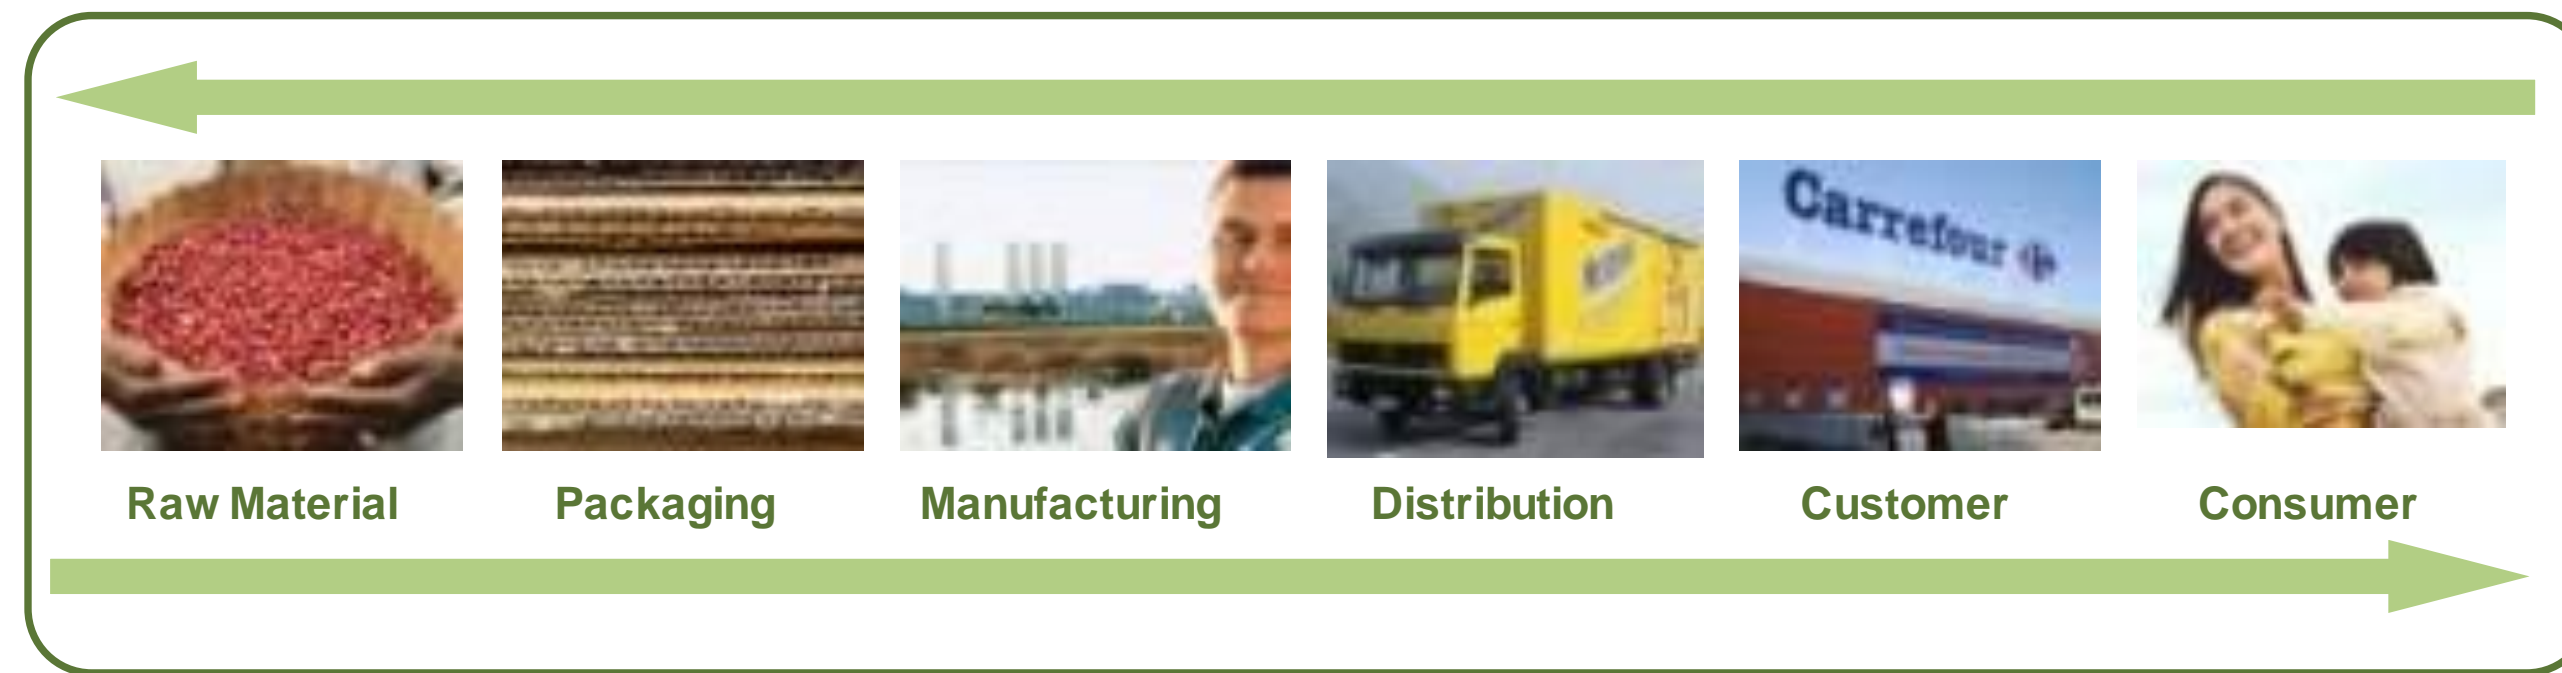 Carrefour
Raw Material
Packaging
Manufacturing
Distribution
Customer
Consumer